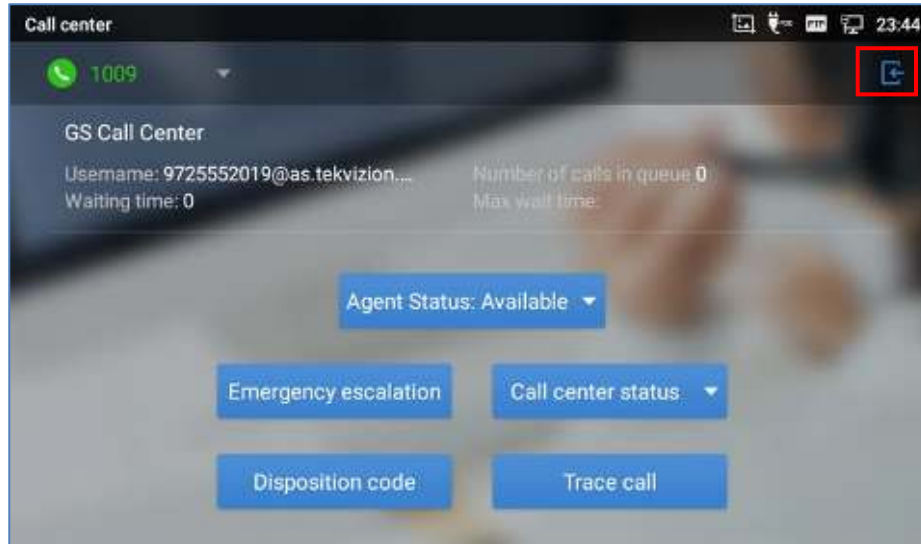 Call center
23:44
1009
GS Call Center
Username: 9725552019@as.tekvizion....
Number of calls in queue 0
Waiting time: 0
Max wait time:
Agent Status: Available
Emergency escalation
Call center status
Disposition code
Trace call